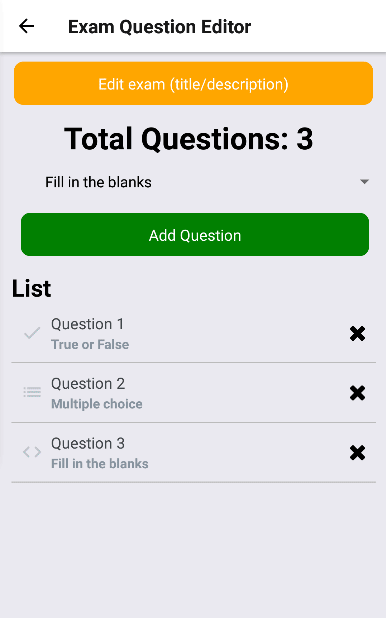 Exam Question Editor
Edit exam (title/description)
Total Questions: 3
Fill in the blanks
Add Question
List
Question 1
True or False
Question 2
Multiple choice
Question 3
Fill in the blanks